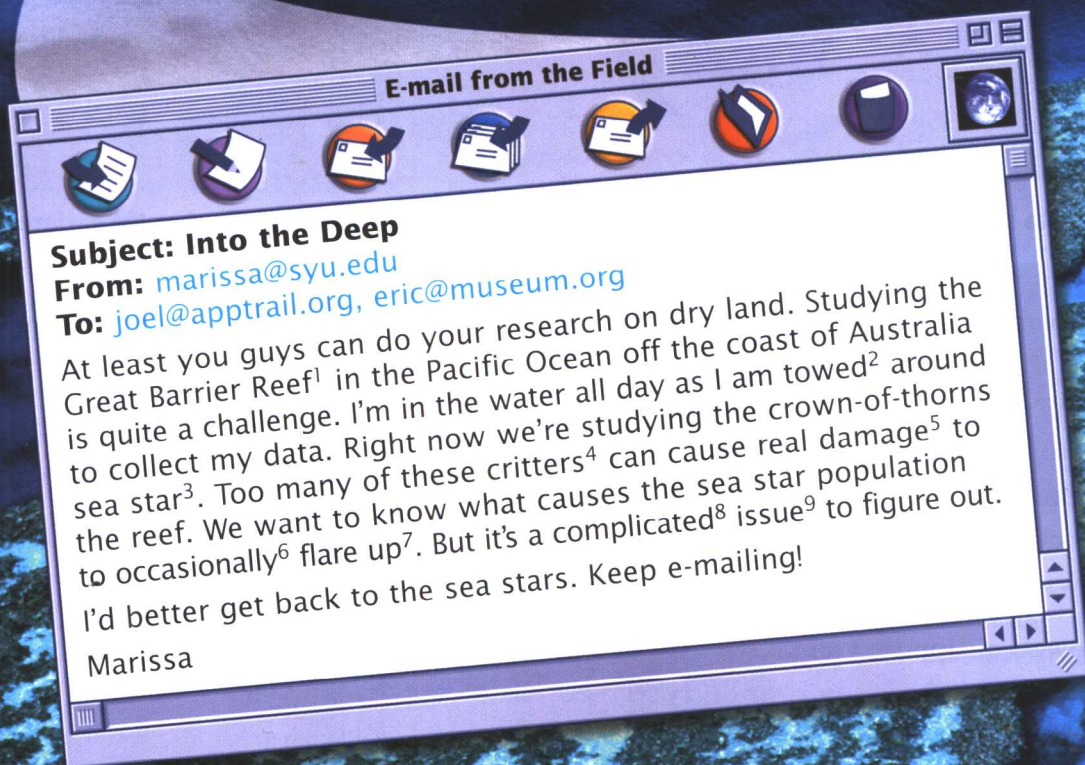 E-mail from the Field
Subject: Into the Deep
From: marissa@syu.edu
To: joel@apptrail.org, eric@museum.org
At least you guys can do your research on dry land. Studying the
Great Barrier Reef¹ in the Pacific Ocean off the coast of Australia
is quite a challenge. I'm in the water all day as I am towed² around
to collect my data. Right now we're studying the crown-of-thorns
sea star³. Too many of these critters⁴ can cause real damage⁵ to
the reef. We want to know what causes the sea star population
to occasionally⁶ flare up⁷. But it's a complicated⁸ issue⁹ to figure out.
I'd better get back to the sea stars. Keep e-mailing!
Marissa